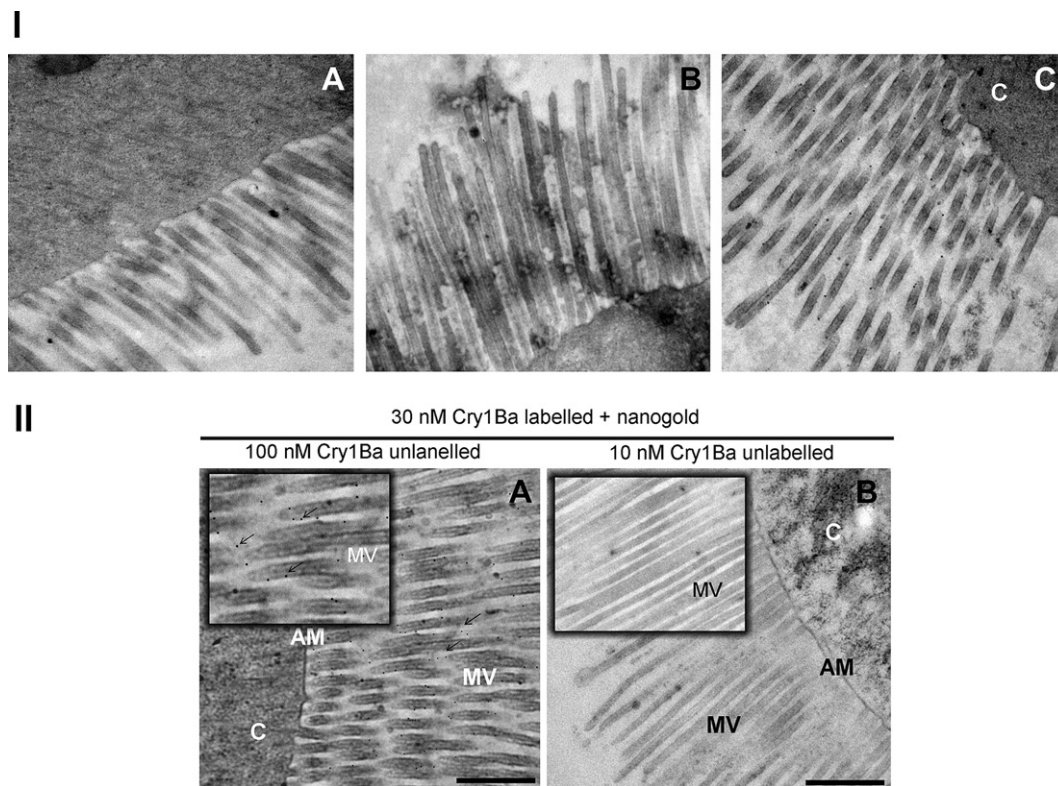 I
A
B
C
C
II
30 nM Cry1Ba labelled + nanogold
100 nM Cry1Ba unlanelled
10 nM Cry1Ba unlabelled
A
MV
AM
MV
C
B
C
MV
AM
MV